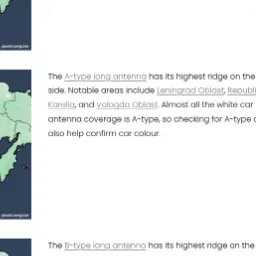 The A-type long antenna has its highest ridge on the
side. Notable areas include Leningrad Oblast, Republi
Karelia, and Vologda Oblast. Almost all the white car
antenna coverage is A-type, so checking for A-type c
also help confirm car colour.
The B-type long antenna has its highest ridge on the